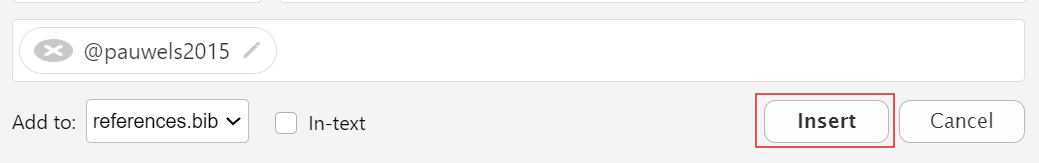 @pauwels2015
Add to: references.bib In-text Insert Cancel